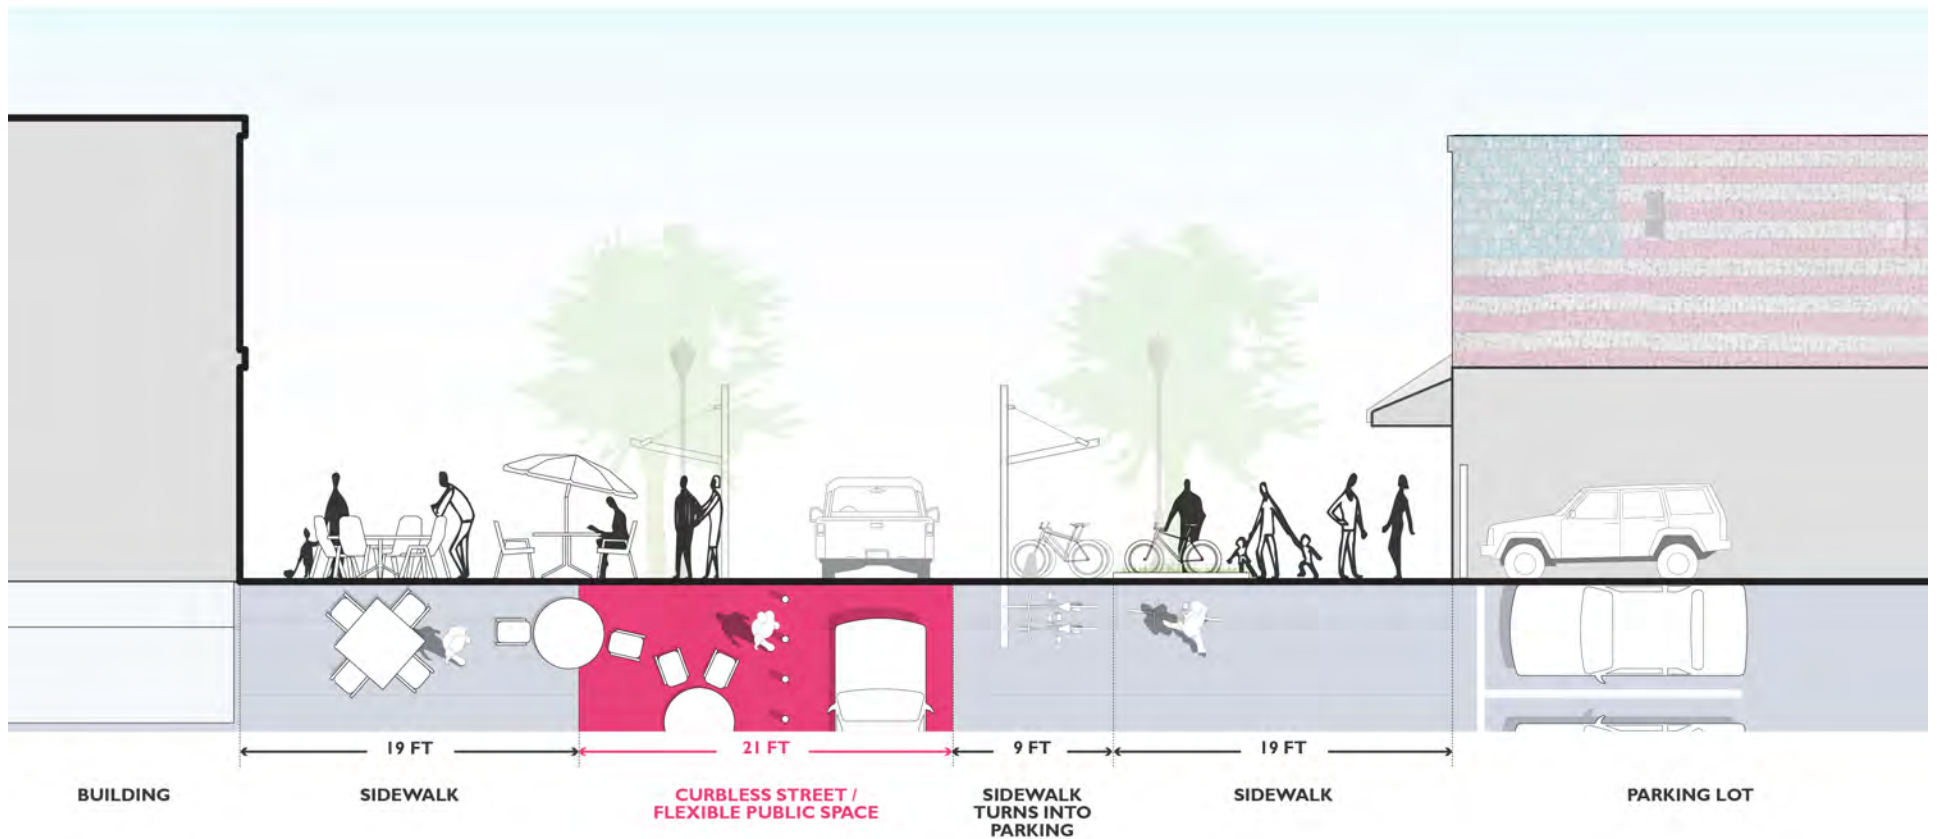 19 FT
21 FT
9 FT
19 FT
BUILDING
SIDEWALK
CURBLESS STREET /
FLEXIBLE PUBLIC SPACE
SIDEWALK
TURNS INTO
PARKING
SIDEWALK
PARKING LOT